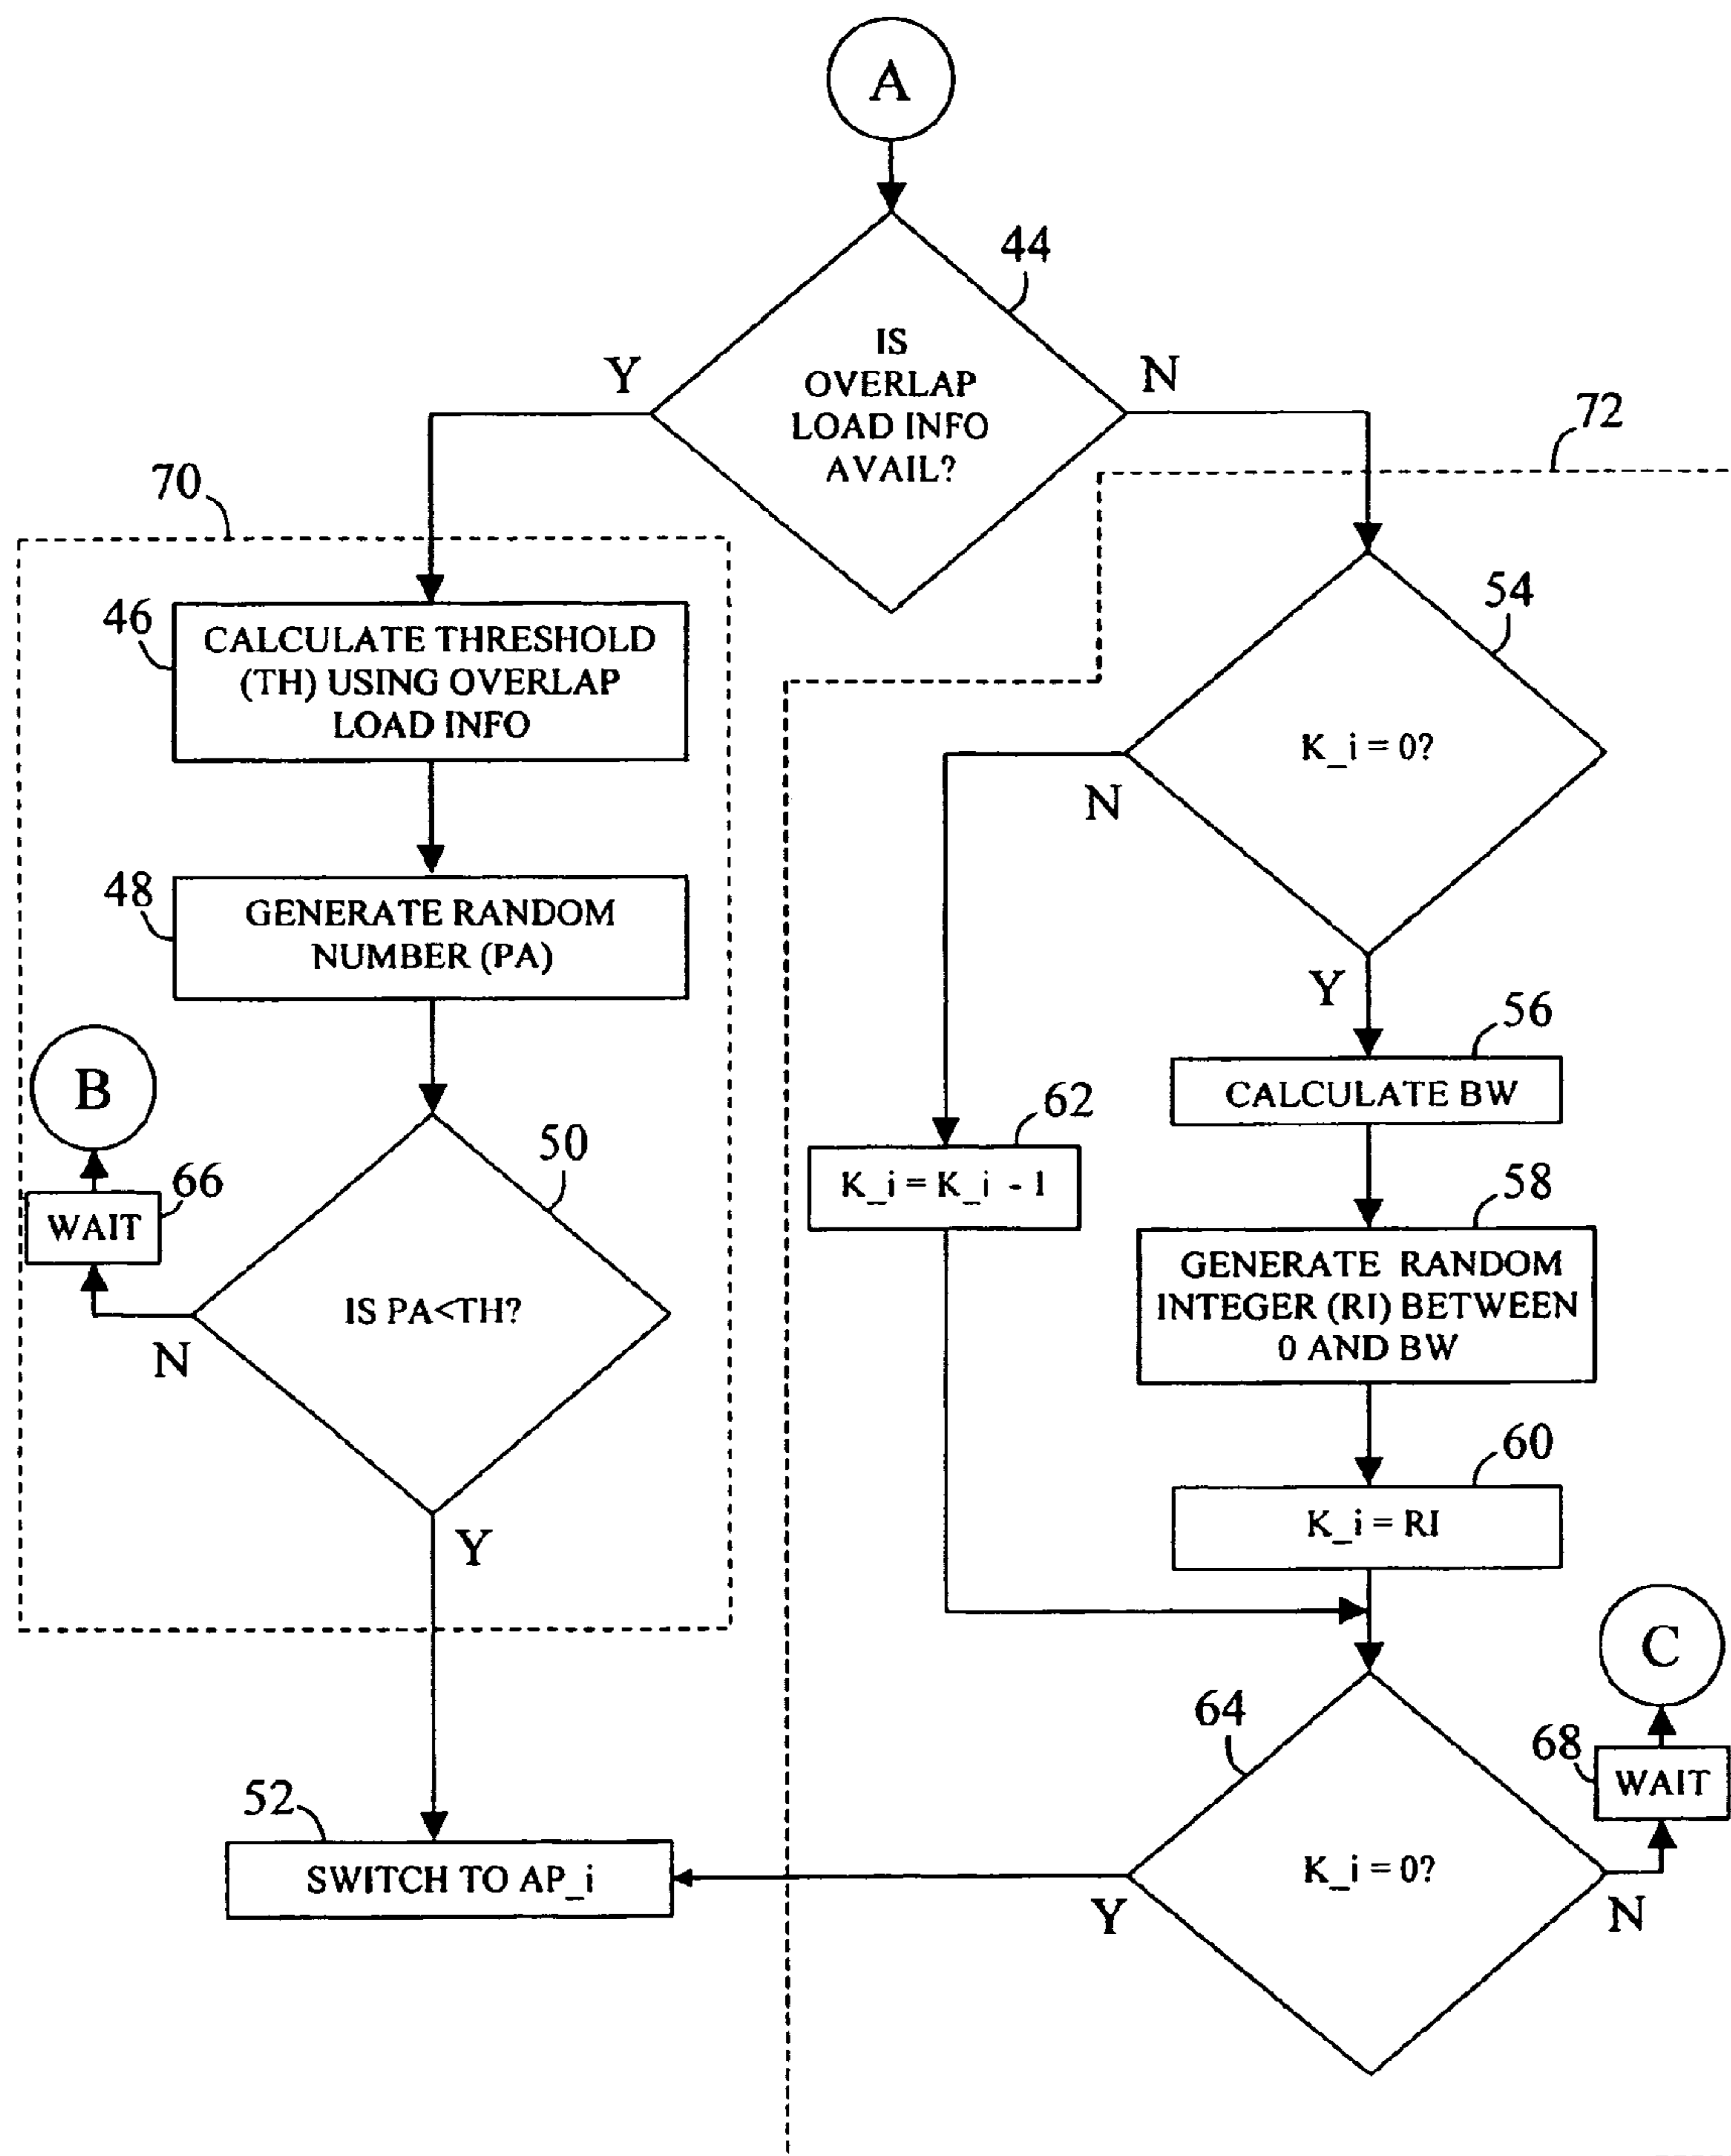 A
44
IS
OVERLAP
LOAD INFO
AVAIL?
Y
N
72
70
46
CALCULATE THRESHOLD
(TH) USING OVERLAP
LOAD INFO
54
K_i = 0?
N
Y
48
GENERATE RANDOM
NUMBER (PA)
56
CALCULATE BW
B
62
K_i = K_i - 1
50
66
WAIT
58
GENERATE RANDOM
INTEGER (RI) BETWEEN
0 AND BW
IS PA<TH?
N
Y
60
K_i = RI
C
64
68
WAIT
52
SWITCH TO AP_i
K_i = 0?
Y
N